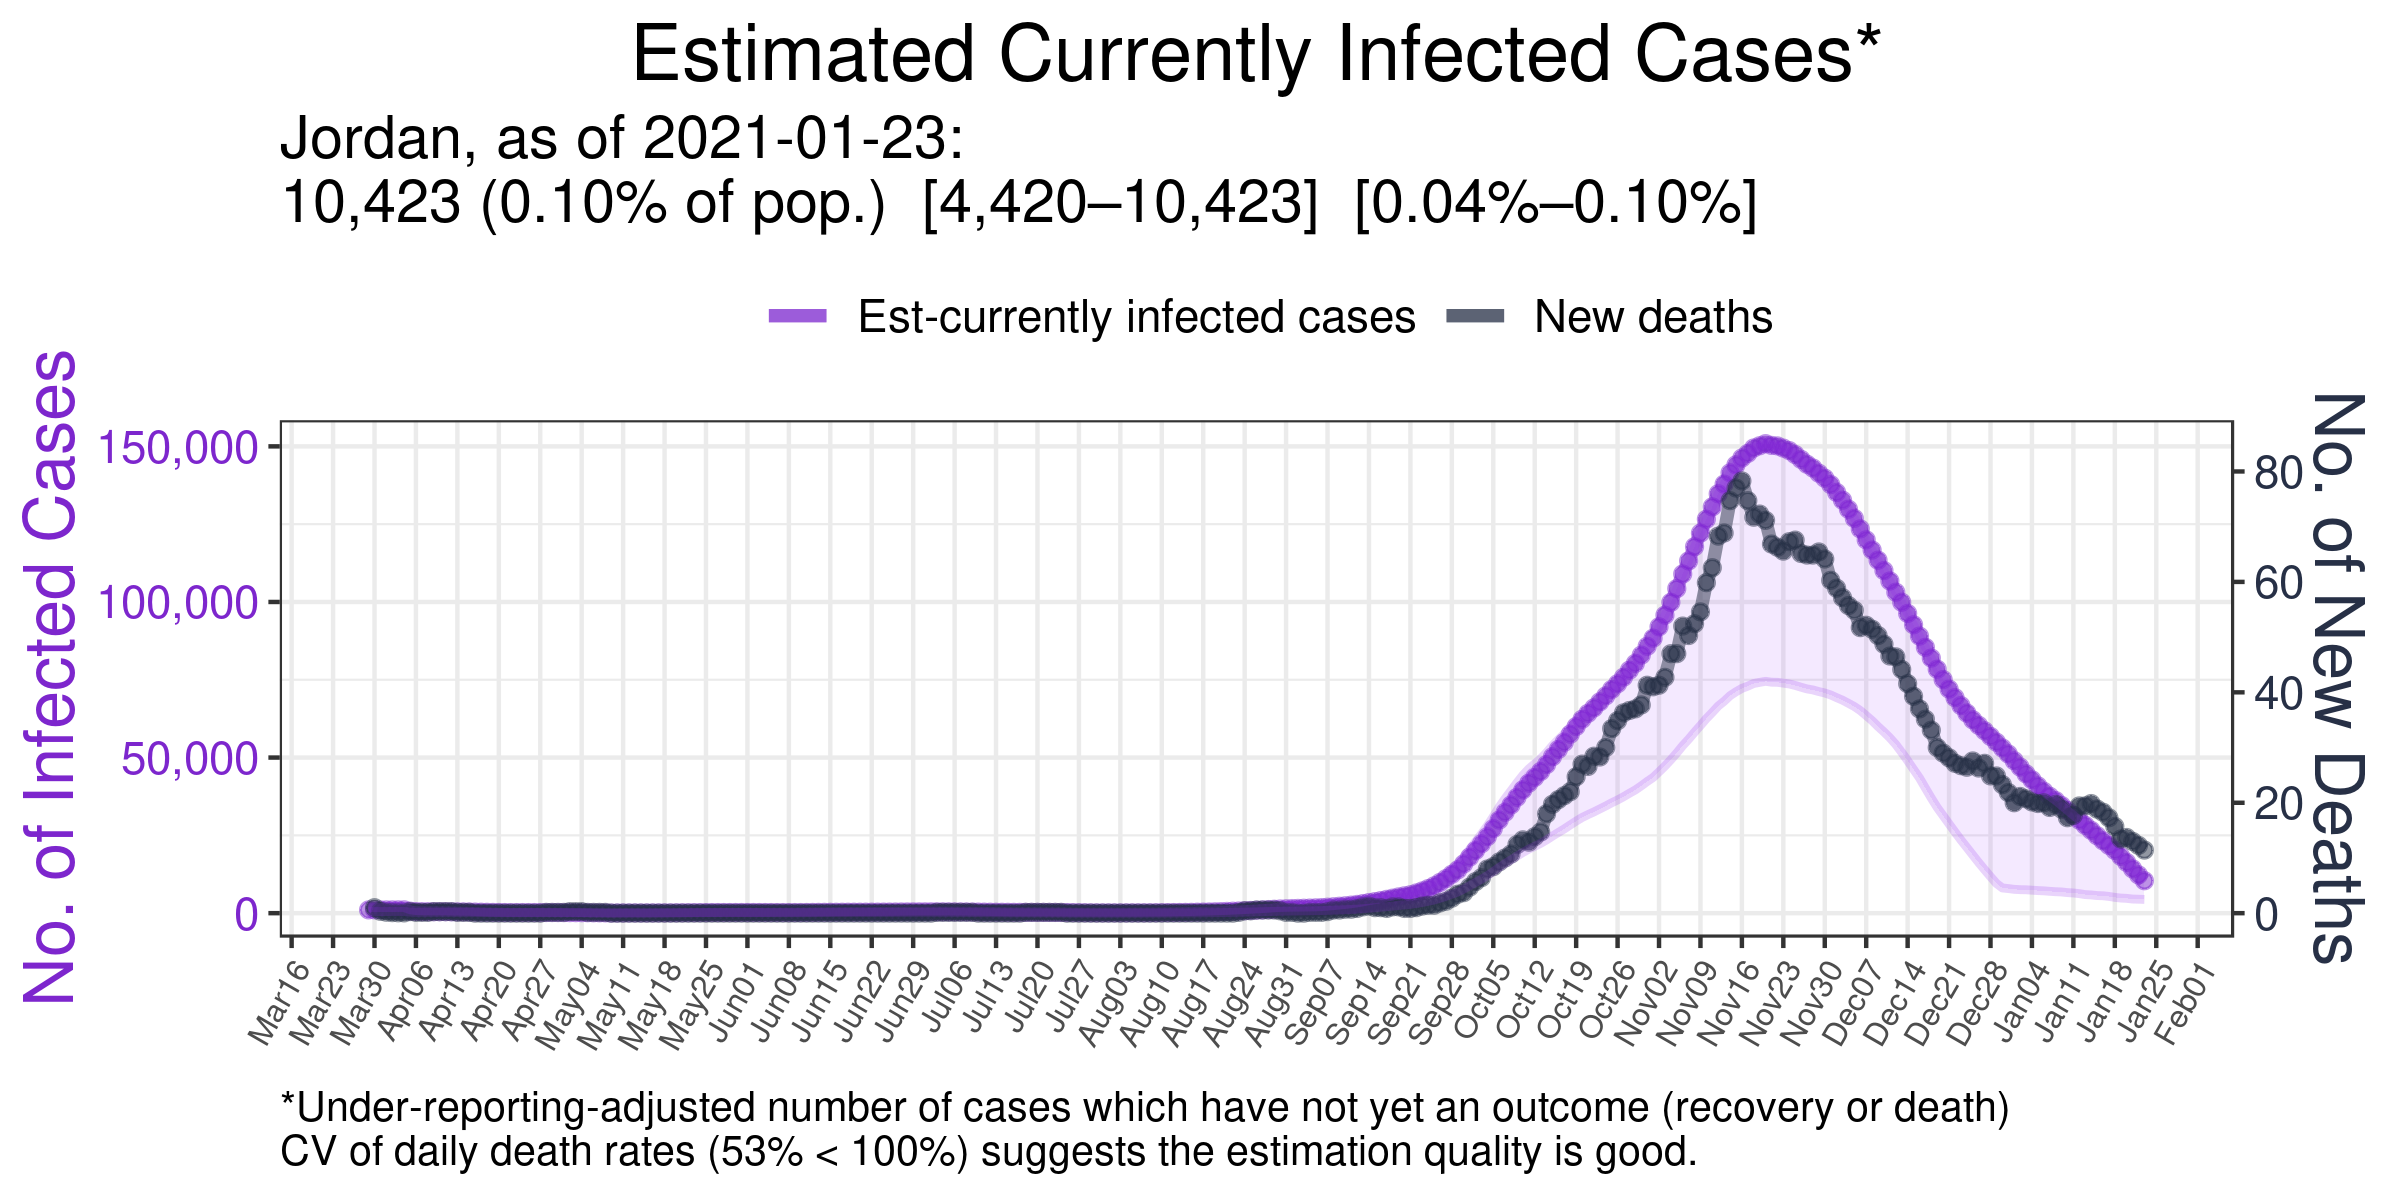 Estimated Currently Infected Cases*
Jordan, as of 2021-01-23:
10,423 (0.10% of pop.)  [4,420–10,423]  [0.04%–0.10%]
Est-currently infected cases
New deaths
No. of Infected Cases
150,000
100,000
50,000
0
No. of New Deaths
80
60
40
20
0
Mar16
Mar23
Mar30
Apr06
Apr13
Apr20
Apr27
May04
May11
May18
May25
Jun01
Jun08
Jun15
Jun22
Jun29
Jul06
Jul13
Jul20
Jul27
Aug03
Aug10
Aug17
Aug24
Aug31
Sep07
Sep14
Sep21
Sep28
Oct05
Oct12
Oct19
Oct26
Nov02
Nov09
Nov16
Nov23
Nov30
Dec07
Dec14
Dec21
Dec28
Jan04
Jan11
Jan18
Jan25
Feb01
*Under-reporting-adjusted number of cases which have not yet an outcome (recovery or death)
CV of daily death rates (53% < 100%) suggests the estimation quality is good.